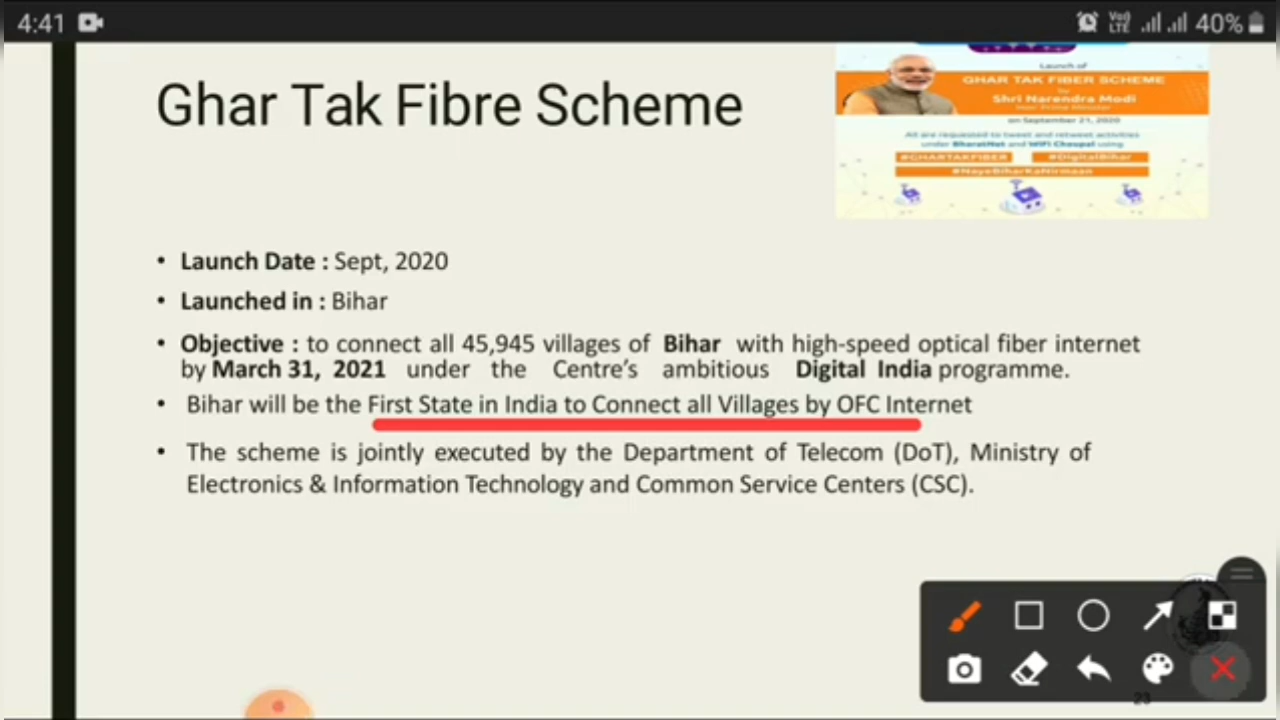 4:41
Vo)) LTE 40%
Ghar Tak Fibre Scheme
Launch of
GHAR TAK FIBER SCHEME
by
Shri Narendra Modi
Hon' Prime Minister
on September 21, 2020
All are requested to tweet and retweet activities
under BharatNet and WiFi Choupal using
#GHARTAKFIBER #DigitalBihar
#NayeBiharKaNirmaan
• Launch Date : Sept, 2020
• Launched in : Bihar
• Objective : to connect all 45,945 villages of Bihar with high-speed optical fiber internet
by March 31, 2021 under the Centre's ambitious Digital India programme.
• Bihar will be the First State in India to Connect all Villages by OFC Internet
• The scheme is jointly executed by the Department of Telecom (DoT), Ministry of
Electronics & Information Technology and Common Service Centers (CSC).
23